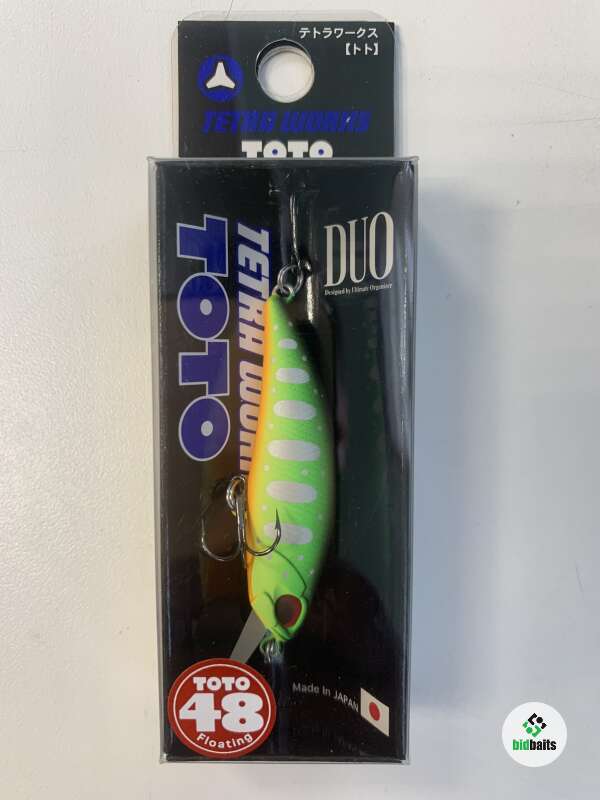 テトラワークス
【トト】
TETRA WORKS
TOTO
TETRA WORK
TOTO
DUO
Designed by Ultimate Organizer
TOTO
48
Floating
Made In JAPAN
bidbaits